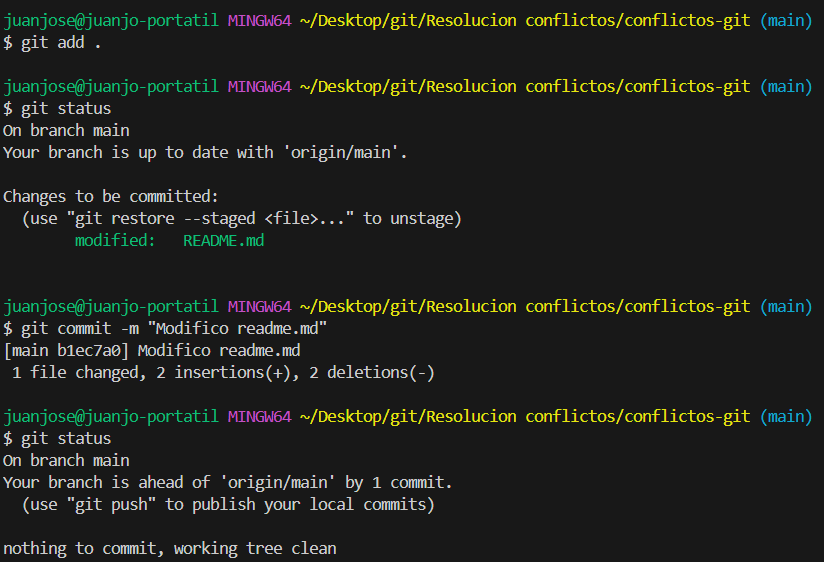 juanjose@juanjo-portatil MINGW64 ~/Desktop/git/Resolucion conflictos/conflictos-git (main)
$ git add .
juanjose@juanjo-portatil MINGW64 ~/Desktop/git/Resolucion conflictos/conflictos-git (main)
$ git status
On branch main
Your branch is up to date with 'origin/main'.
Changes to be committed:
  (use "git restore --staged <file>..." to unstage)
        modified:   README.md
juanjose@juanjo-portatil MINGW64 ~/Desktop/git/Resolucion conflictos/conflictos-git (main)
$ git commit -m "Modifico readme.md"
[main b1ec7a0] Modifico readme.md
 1 file changed, 2 insertions(+), 2 deletions(-)
juanjose@juanjo-portatil MINGW64 ~/Desktop/git/Resolucion conflictos/conflictos-git (main)
$ git status
On branch main
Your branch is ahead of 'origin/main' by 1 commit.
  (use "git push" to publish your local commits)
nothing to commit, working tree clean